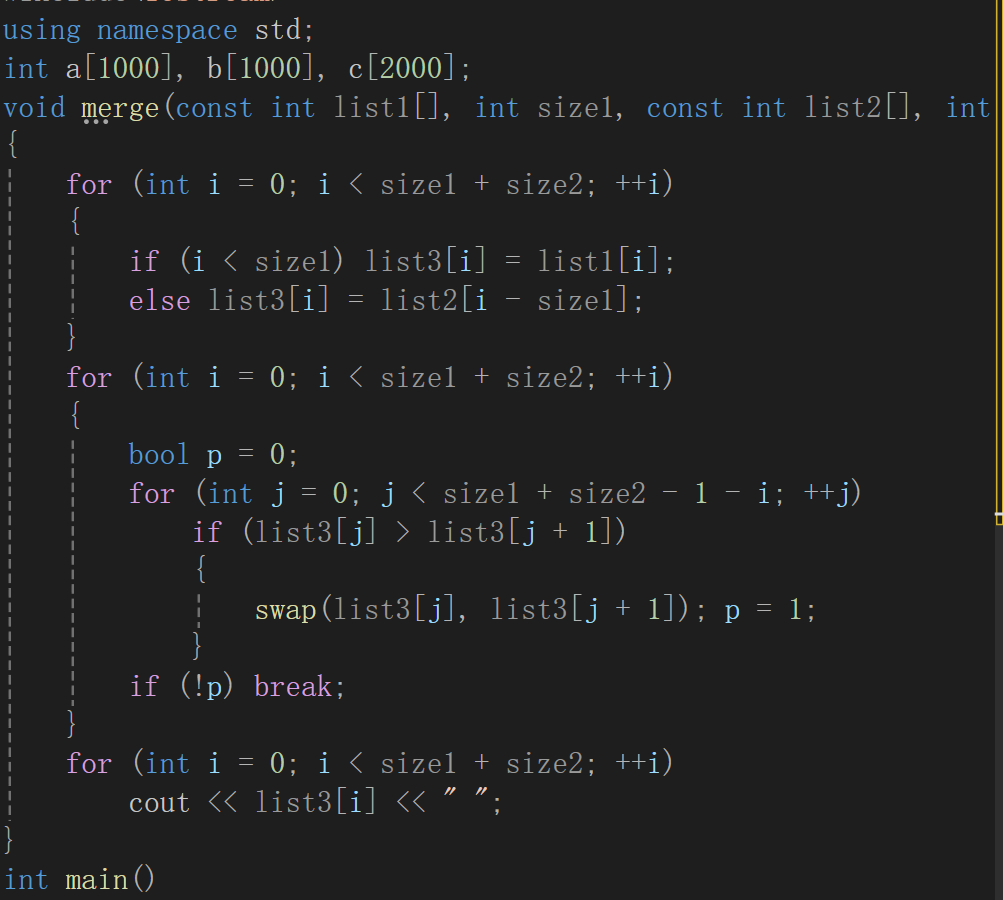 using namespace std;
int a[1000], b[1000], c[2000];
void merge(const int list1[], int size1, const int list2[], int
{
    for (int i = 0; i < size1 + size2; ++i)
    {
        if (i < size1) list3[i] = list1[i];
        else list3[i] = list2[i - size1];
    }
    for (int i = 0; i < size1 + size2; ++i)
    {
        bool p = 0;
        for (int j = 0; j < size1 + size2 - 1 - i; ++j)
            if (list3[j] > list3[j + 1])
            {
                swap(list3[j], list3[j + 1]); p = 1;
            }
        if (!p) break;
    }
    for (int i = 0; i < size1 + size2; ++i)
        cout << list3[i] << " ";
}
int main()